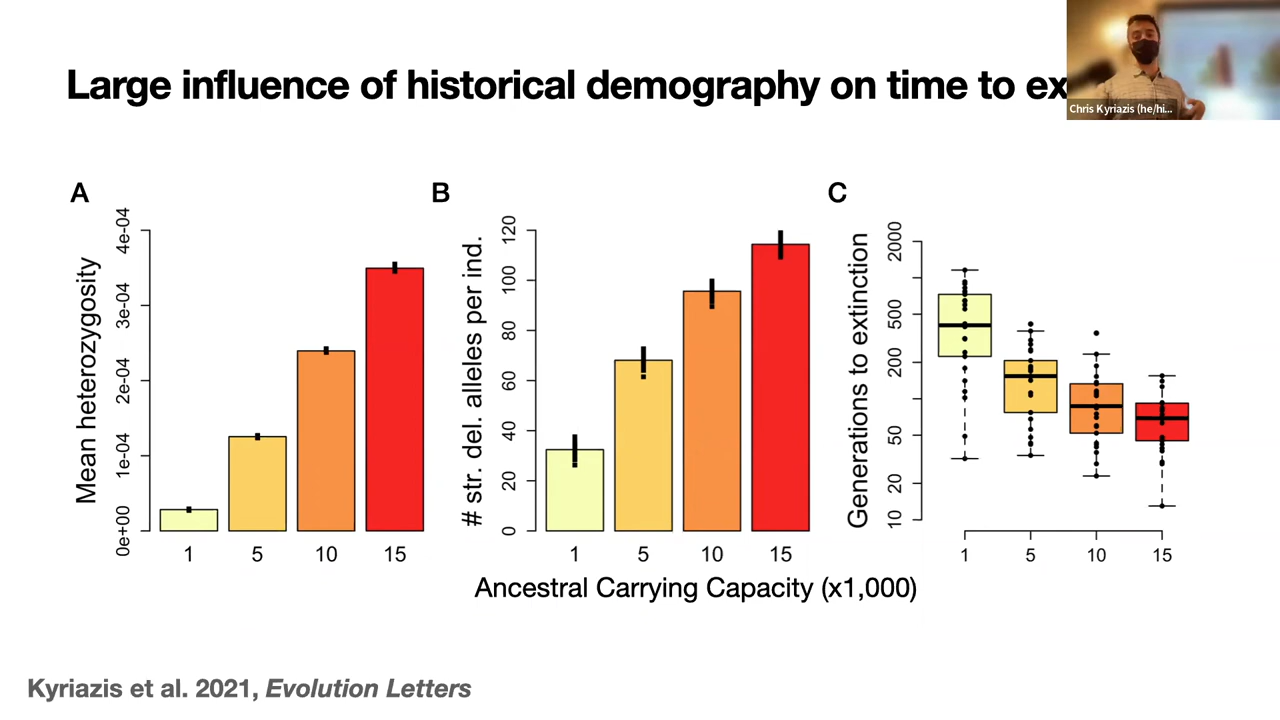 Large influence of historical demography on time to ex
Chris Kyriazis (he/hi...
A
B
C
Mean heterozygosity
4e-04
3e-04
2e-04
1e-04
0e+00
1 5 10 15
# str. del. alleles per ind.
120
100
80
60
40
20
0
1 5 10 15
Generations to extinction
2000
500
200
50
20
10
1 5 10 15
Ancestral Carrying Capacity (x1,000)
Kyriazis et al. 2021, Evolution Letters